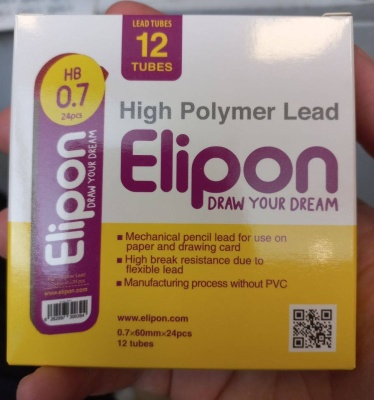 LEAD TUBES
12
TUBES
HB
0.7
24pcs
Elipon
DRAW YOUR DREAM
www.elipon.com
High Polymer Lead
Elipon
DRAW YOUR DREAM
▪ Mechanical pencil lead for use on
paper and drawing card
▪ High break resistance due to
flexible lead
▪ Manufacturing process without PVC
www.elipon.com
0.7×60mm×24pcs
12 tubes